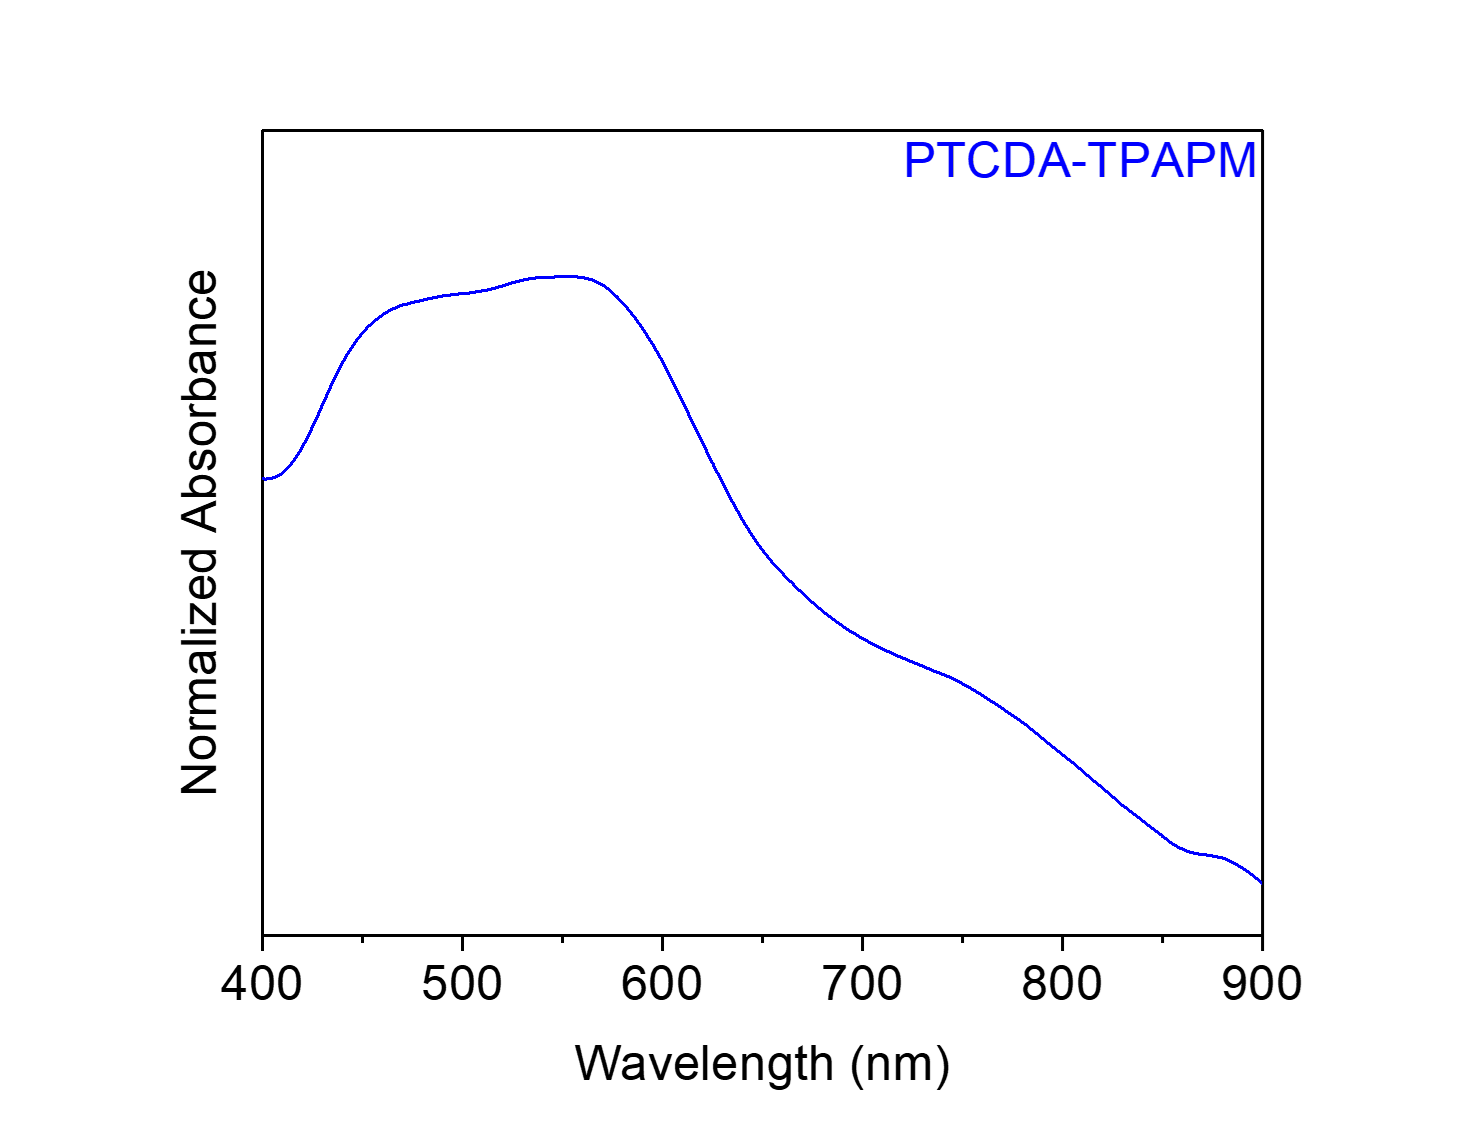 PTCDA-TPAPM
Normalized Absorbance
400 500 600 700 800 900
Wavelength (nm)